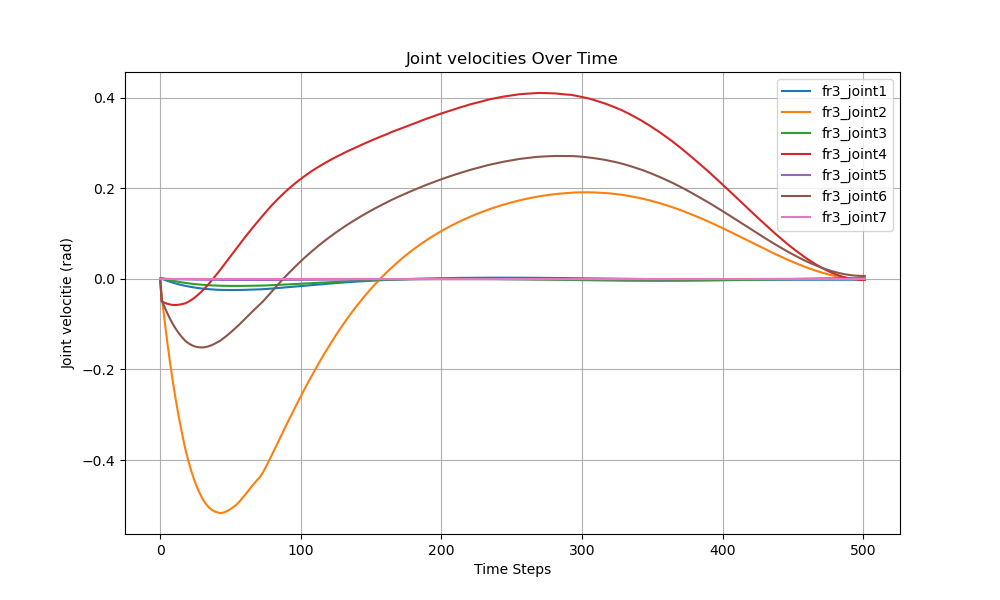 Joint velocities Over Time
Joint velocitie (rad)
0.4
0.2
0.0
−0.2
−0.4
fr3_joint1
fr3_joint2
fr3_joint3
fr3_joint4
fr3_joint5
fr3_joint6
fr3_joint7
0 100 200 300 400 500
Time Steps